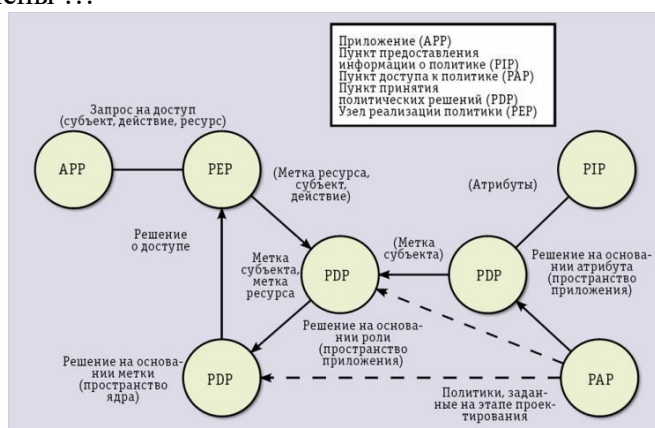 Приложение (APP)
Пункт предоставления
информации о политике (PIP)
Пункт доступа к политике (PAP)
Пункт принятия
политических решений (PDP)
Узел реализации политики (PEP)
Запрос на доступ
(субъект, действие, ресурс)
APP
PEP
(Метка ресурса,
субъект,
действие)
(Атрибуты)
PIP
Решение
о доступе
Метка
субъекта,
метка
ресурса
PDP
(Метка
субъекта)
PDP
Решение на основа-
нии атрибута
(пространство
приложения)
Решение на основа-
нии роли
(пространство
приложения)
Решение на основа-
нии метки
(пространство
ядра)
PDP
Политики, задан-
ные на этапе проек-
тирования
PAP